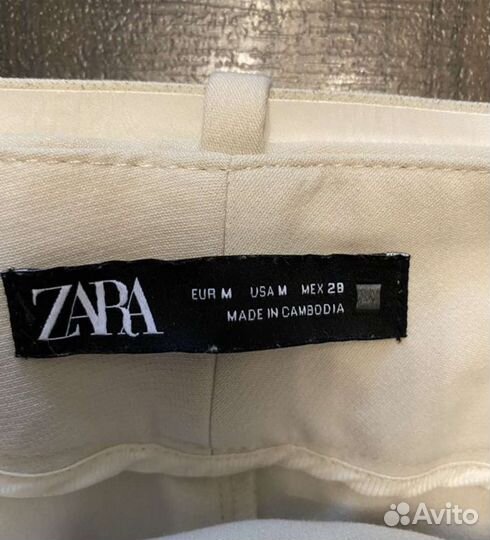 ZARA
EUR M USA M MEX 28
MADE IN CAMBODIA
Avito